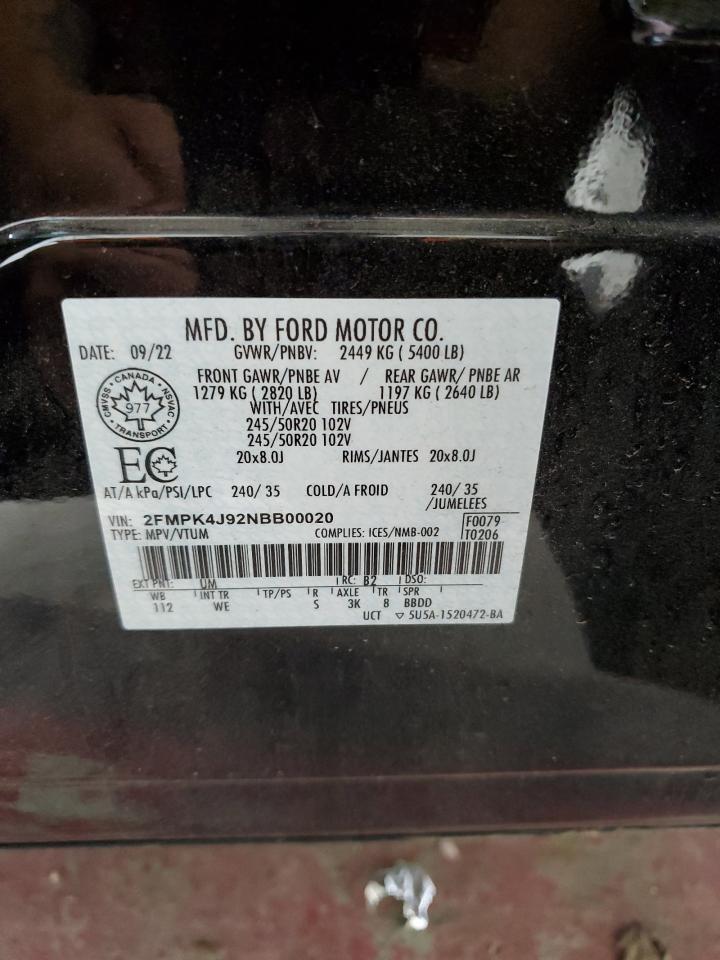 MFD. BY FORD MOTOR CO.
DATE: 09/22 GVWR/PNBV: 2449 KG ( 5400 LB)
FRONT GAWR/PNBE AV / REAR GAWR/ PNBE AR
1279 KG ( 2820 LB) 1197 KG ( 2640 LB)
WITH/AVEC TIRES/PNEUS
245/50R20 102V
245/50R20 102V
20x8.0J RIMS/JANTES 20x8.0J
CANADA
CMVSS - NSVAC
977
TRANSPORT
EC
AT/A kPa/PSI/LPC 240/ 35 COLD/A FROID 240/ 35
/JUMELEES
VIN: 2FMPK4J92NBB00020 F0079
TYPE: MPV/VTUM COMPLIES: ICES/NMB-002 T0206
EXT PNT: UM RC: B2 DSO:
WB INT TR TP/PS R AXLE TR SPR
112 WE S 3K 8 BBDD
UCT ▽ 5U5A-1520472-BA